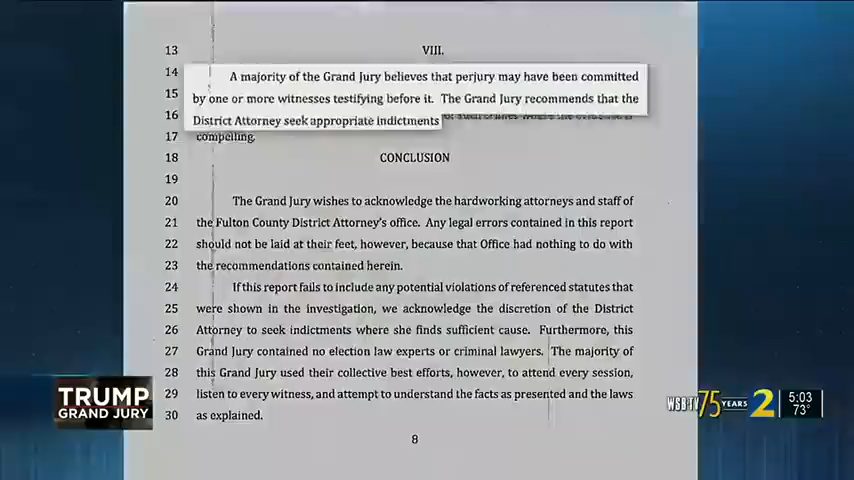 13 VIII.
14 A majority of the Grand Jury believes that perjury may have been committed
15 by one or more witnesses testifying before it. The Grand Jury recommends that the
16 District Attorney seek appropriate indictments
17 compelling.
18 CONCLUSION
19
20 The Grand Jury wishes to acknowledge the hardworking attorneys and staff of
21 the Fulton County District Attorney's office. Any legal errors contained in this report
22 should not be laid at their feet, however, because that Office had nothing to do with
23 the recommendations contained herein.
24 If this report fails to include any potential violations of referenced statutes that
25 were shown in the investigation, we acknowledge the discretion of the District
26 Attorney to seek indictments where she finds sufficient cause. Furthermore, this
27 Grand Jury contained no election law experts or criminal lawyers. The majority of
28 this Grand Jury used their collective best efforts, however, to attend every session,
29 listen to every witness, and attempt to understand the facts as presented and the laws
30 as explained.
8
TRUMP
GRAND JURY
WSB-TV 75 YEARS 2
5:03
73°